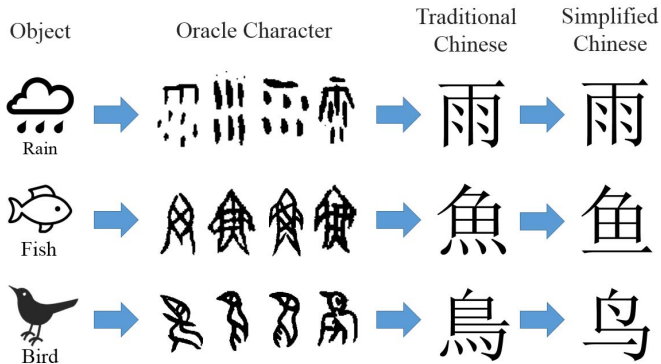 Object
Oracle Character
Traditional
Chinese
Simplified
Chinese
Rain
雨
雨
Fish
魚
鱼
Bird
鳥
鸟